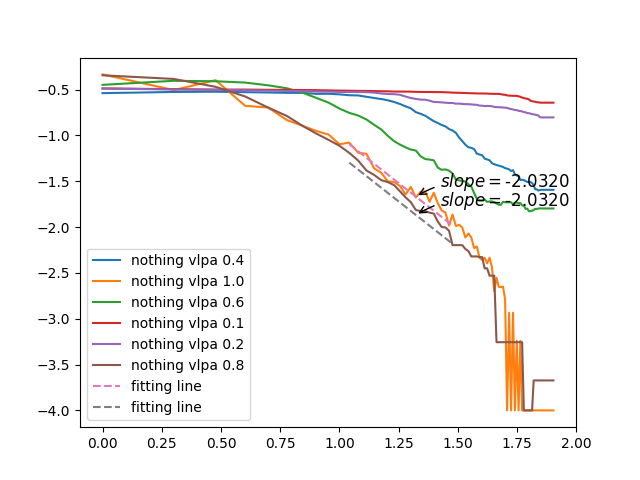 −0.5
−1.0
−1.5
−2.0
−2.5
−3.0
−3.5
−4.0
slope = -2.0320
slope = -2.0320
nothing vlpa 0.4
nothing vlpa 1.0
nothing vlpa 0.6
nothing vlpa 0.1
nothing vlpa 0.2
nothing vlpa 0.8
fitting line
fitting line
0.00 0.25 0.50 0.75 1.00 1.25 1.50 1.75 2.00